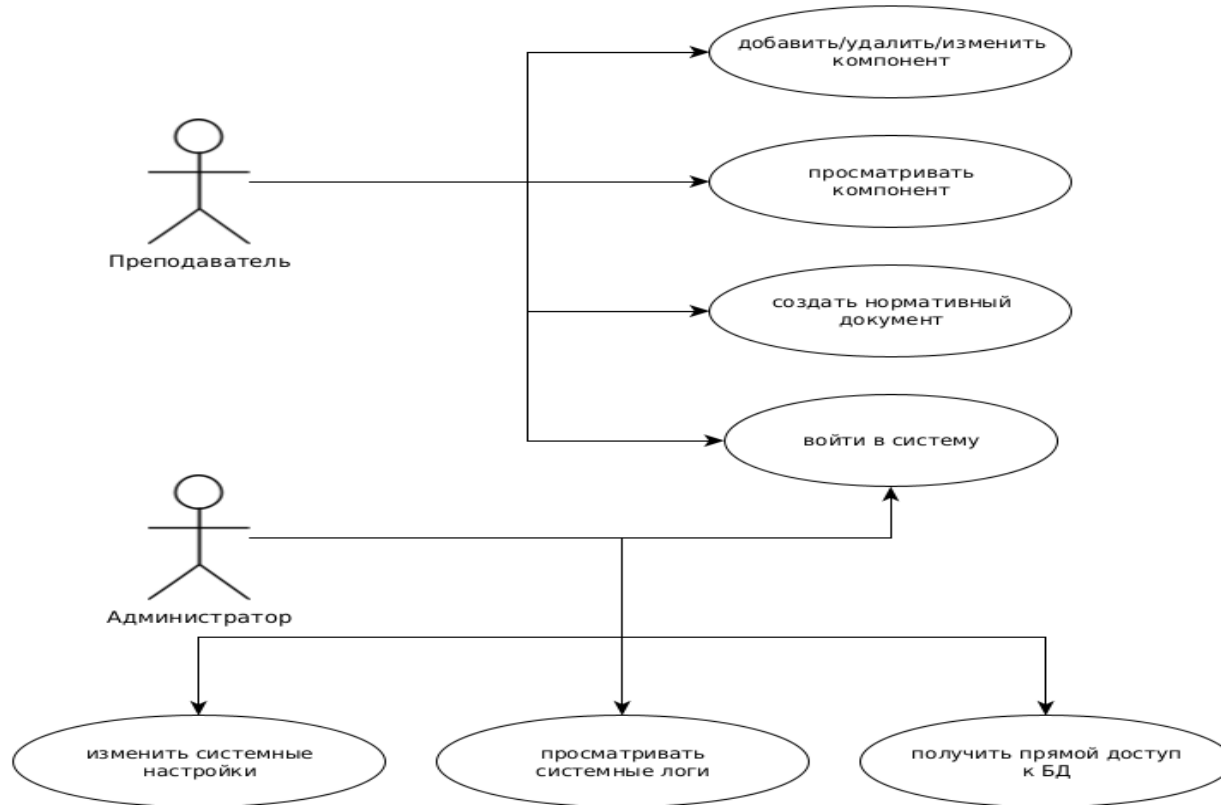 добавить/удалить/изменить
компонент
просматривать
компонент
Преподаватель
создать нормативный
документ
войти в систему
Администратор
изменить системные
настройки
просматривать
системные логи
получить прямой доступ
к БД